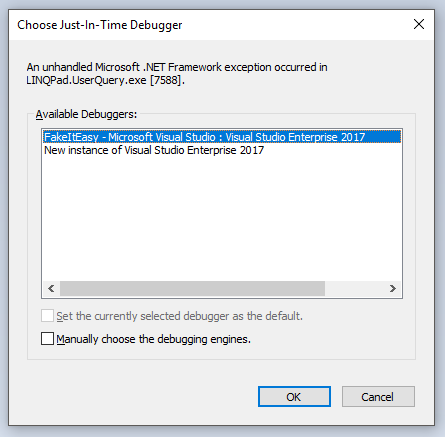 Choose Just-In-Time Debugger
An unhandled Microsoft .NET Framework exception occurred in
LINQPad.UserQuery.exe [7588].
Available Debuggers:
FakeItEasy - Microsoft Visual Studio : Visual Studio Enterprise 2017
New instance of Visual Studio Enterprise 2017
Set the currently selected debugger as the default.
Manually choose the debugging engines.
OK
Cancel